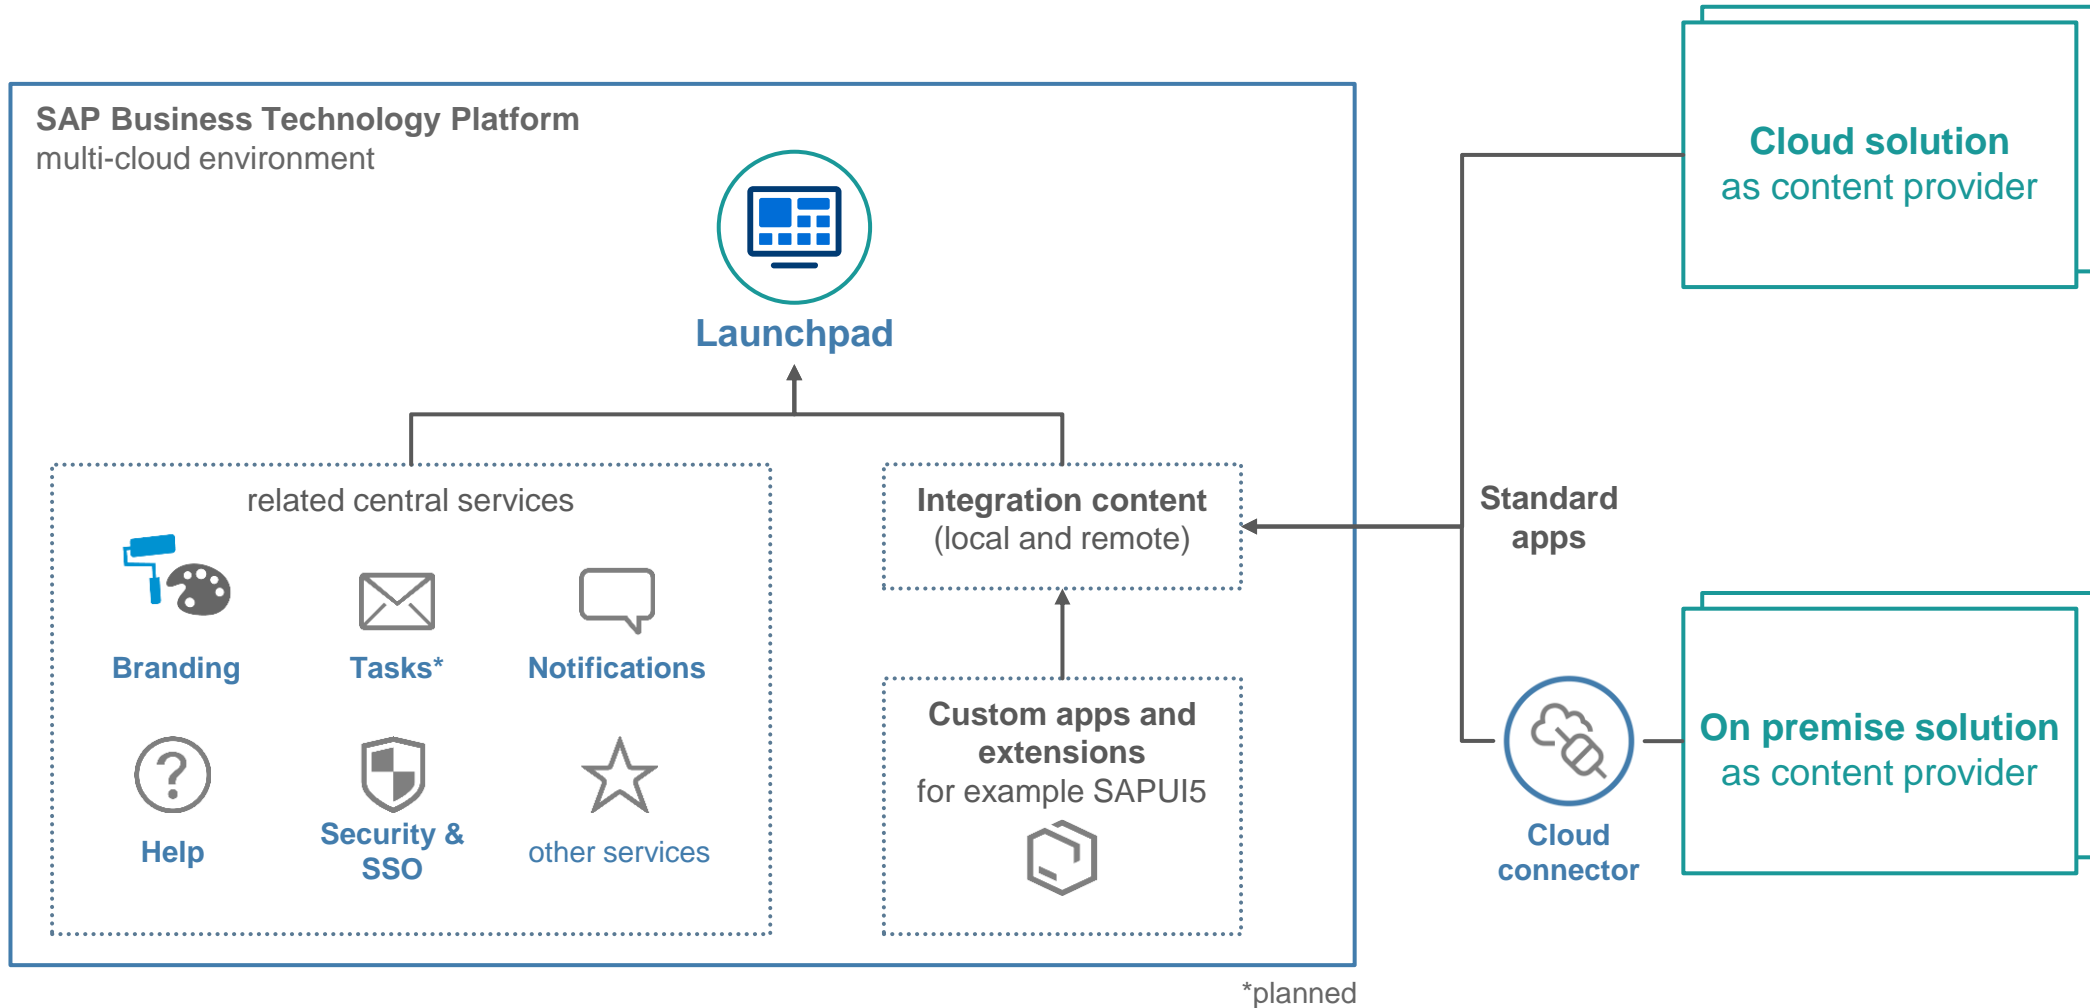 SAP Business Technology Platform
multi-cloud environment
Launchpad
related central services
Branding
Tasks*
Notifications
Help
Security &
SSO
other services
Integration content
(local and remote)
Custom apps and
extensions
for example SAPUI5
Standard
apps
Cloud solution
as content provider
On premise solution
as content provider
Cloud
connector
*planned